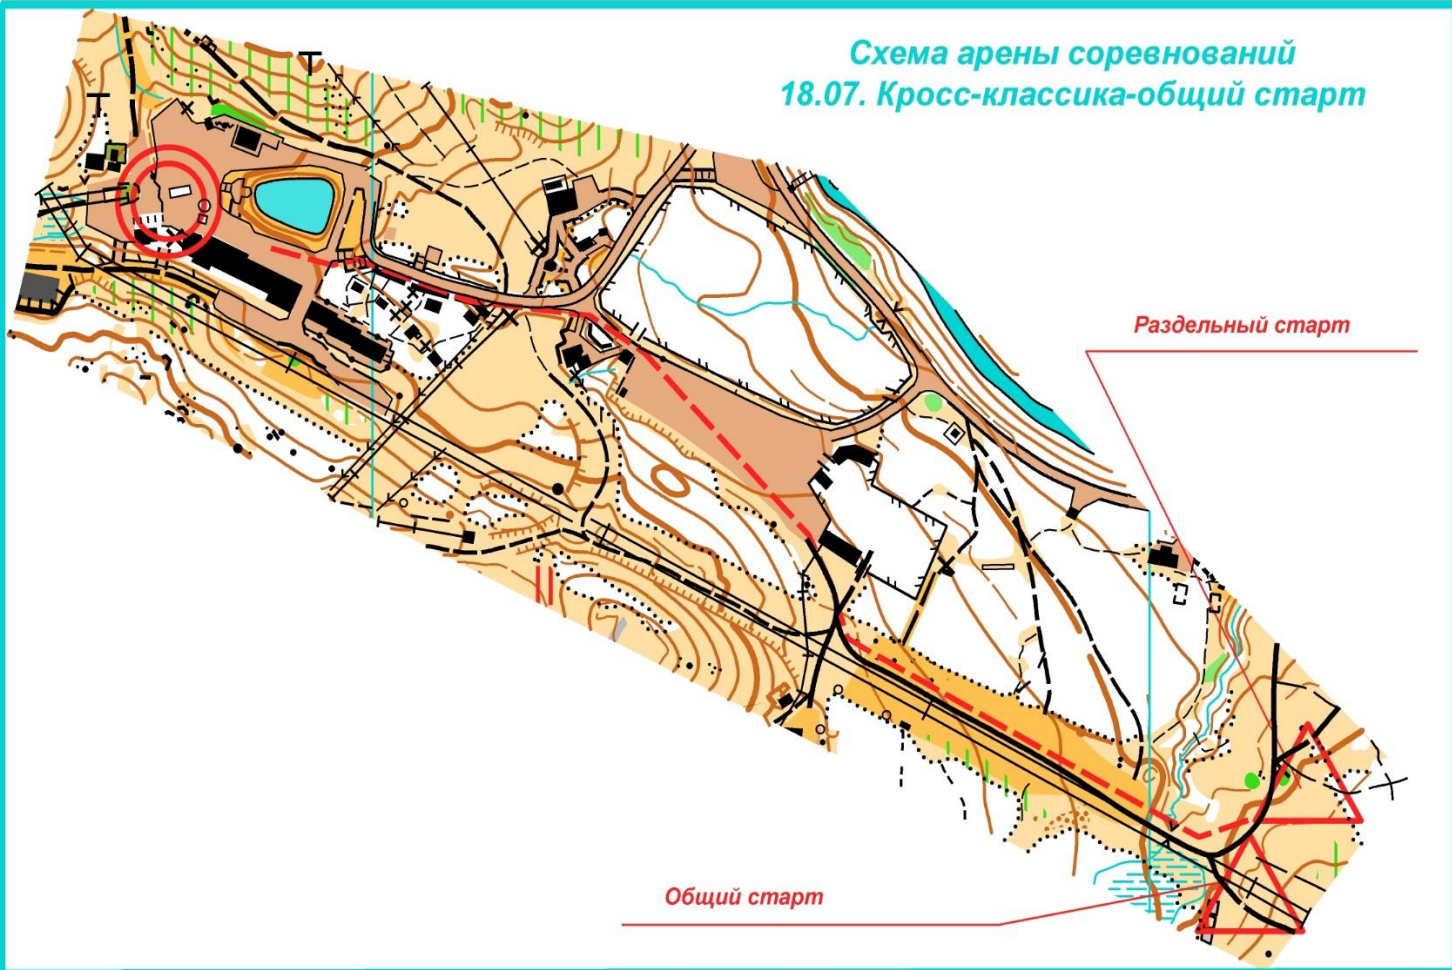 Схема арены соревнований
18.07. Кросс-классика-общий старт
Раздельный старт
Общий старт